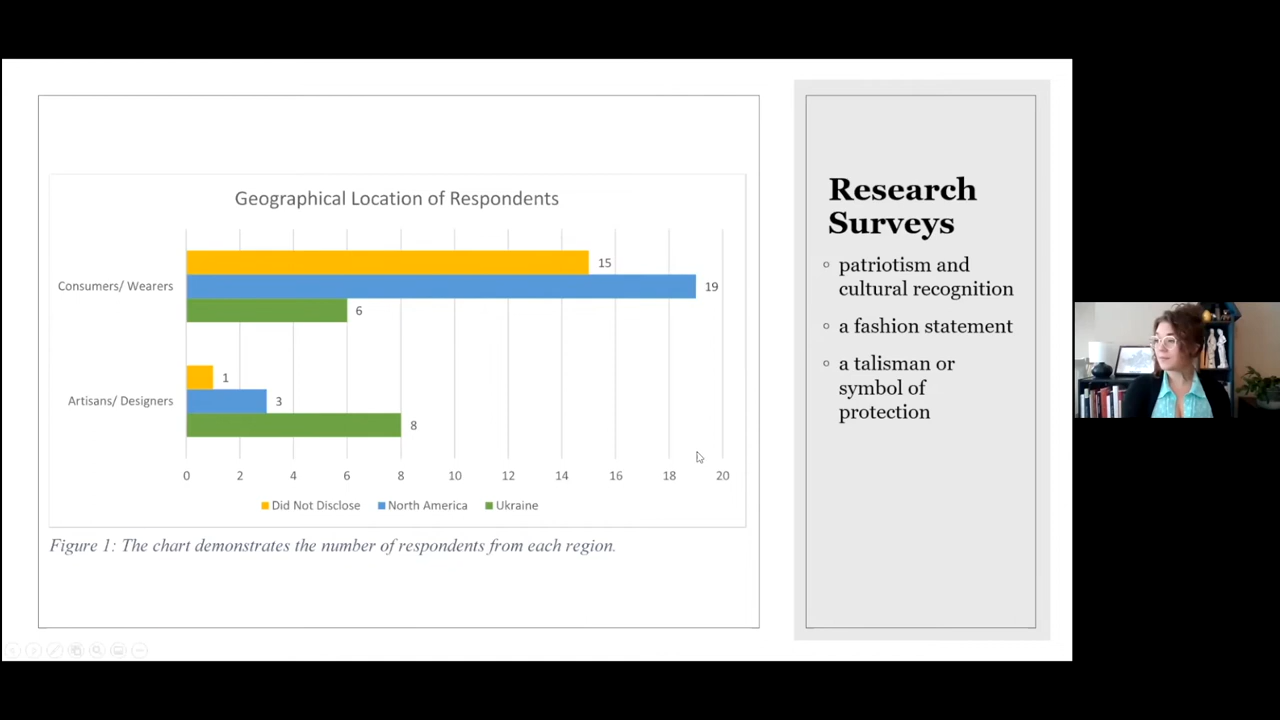 Geographical Location of Respondents
Consumers/ Wearers
15
19
6
Artisans/ Designers
1
3
8
0 2 4 6 8 10 12 14 16 18 20
Did Not Disclose North America Ukraine
Figure 1: The chart demonstrates the number of respondents from each region.
Research
Surveys
patriotism and
cultural recognition
a fashion statement
a talisman or
symbol of
protection